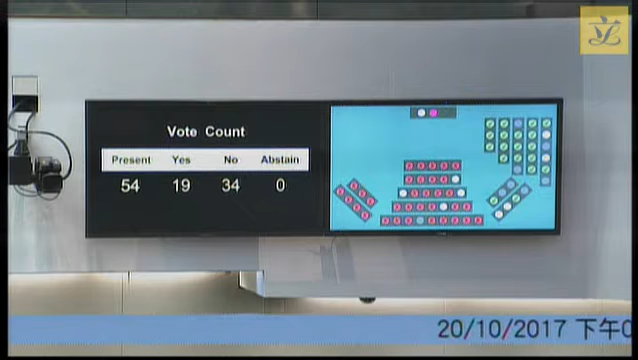 立
Vote Count
Present Yes No Abstain
54 19 34 0
20/10/2017 下午0